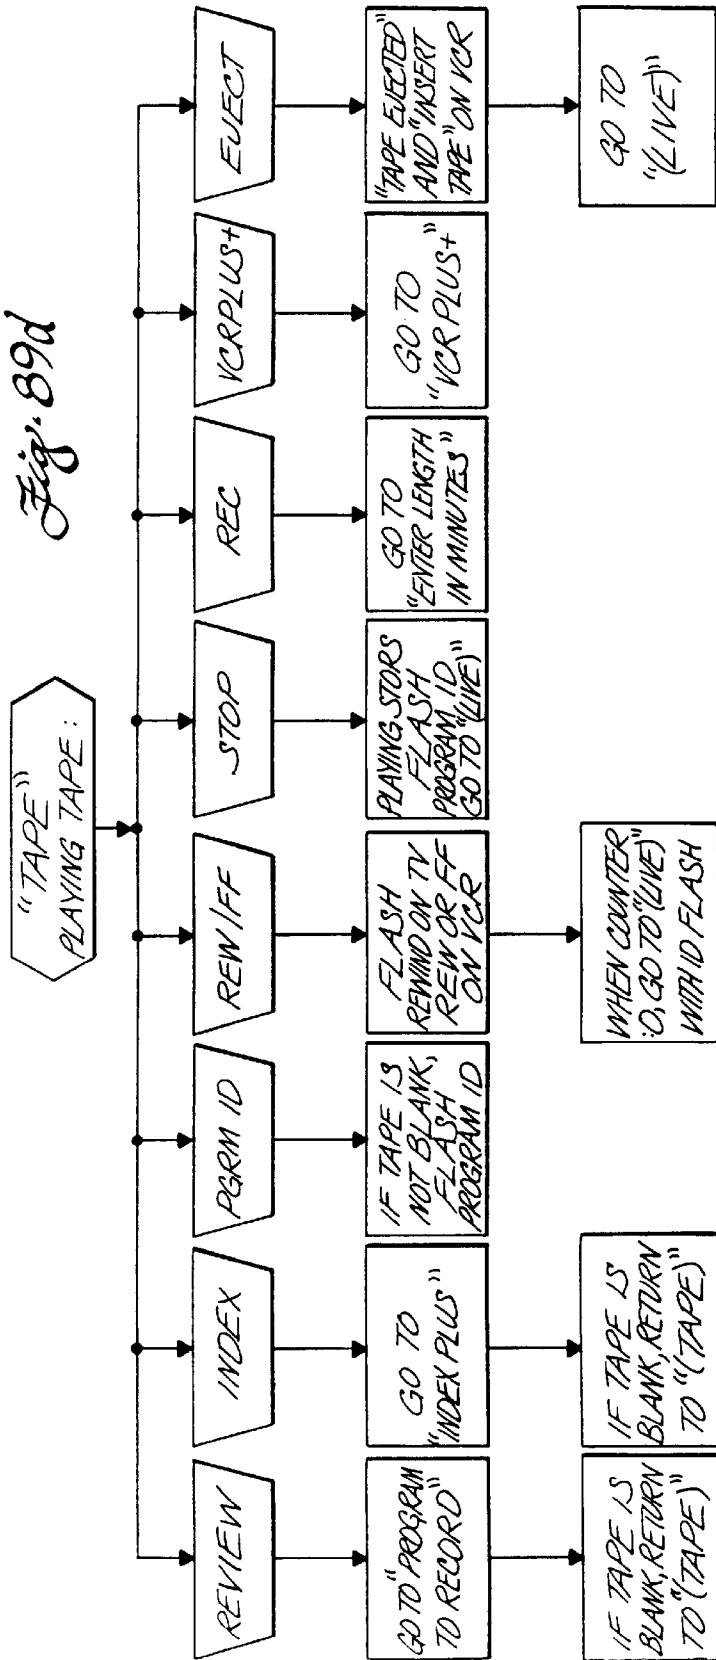 Fig. 89d
"TAPE"
PLAYING TAPE:
REVIEW
INDEX
PGRM ID
REW/FF
STOP
REC
VCRPLUS+
EJECT
GO TO "PROGRAM
TO RECORD"
GO TO
"INDEX PLUS"
IF TAPE IS
NOT BLANK,
FLASH
PROGRAM ID
FLASH
REWIND ON TV
REW OR FF
ON VCR
PLAYING STORS
FLASH
PROGRAM ID
GO TO "(LIVE)"
GO TO
"ENTER LENGTH
IN MINUTES"
GO TO
"VCR PLUS+"
"TAPE EJECTED"
AND "INSERT
TAPE" ON VCR
IF TAPE IS
BLANK, RETURN
TO "(TAPE)"
IF TAPE IS
BLANK, RETURN
TO "(TAPE)"
WHEN COUNTER
:0, GO TO "(LIVE)"
WITH ID FLASH
GO TO
"(LIVE)"